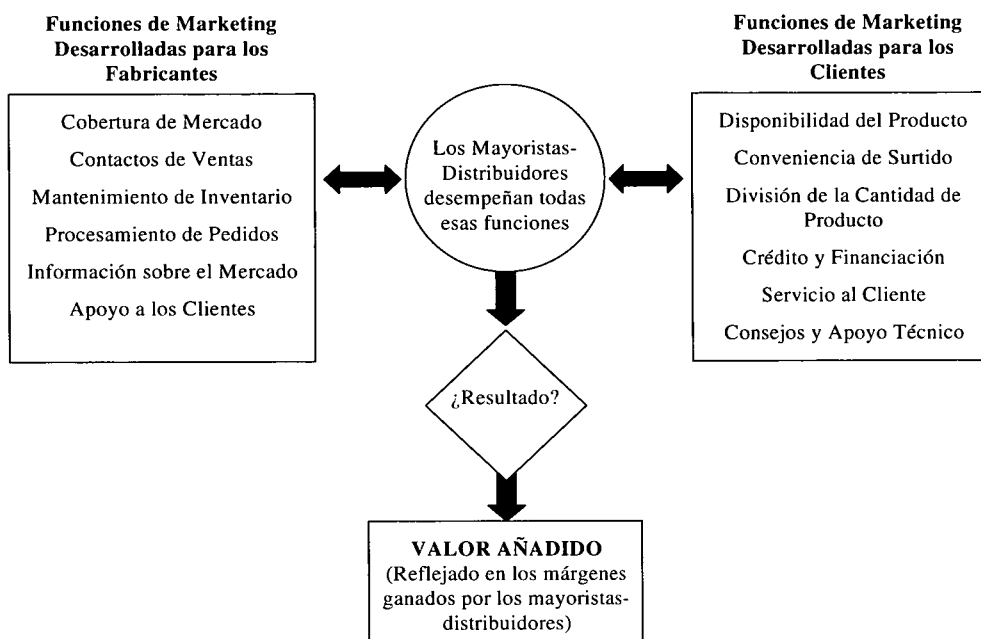 Funciones de Marketing
Desarrolladas para los
Fabricantes
Cobertura de Mercado
Contactos de Ventas
Mantenimiento de Inventario
Procesamiento de Pedidos
Información sobre el Mercado
Apoyo a los Clientes
Los Mayoristas-
Distribuidores
desempeñan todas
esas funciones
Funciones de Marketing
Desarrolladas para los
Clientes
Disponibilidad del Producto
Conveniencia de Surtido
División de la Cantidad de
Producto
Crédito y Financiación
Servicio al Cliente
Consejos y Apoyo Técnico
¿Resultado?
VALOR AÑADIDO
(Reflejado en los márgenes
ganados por los mayoristas-
distribuidores)